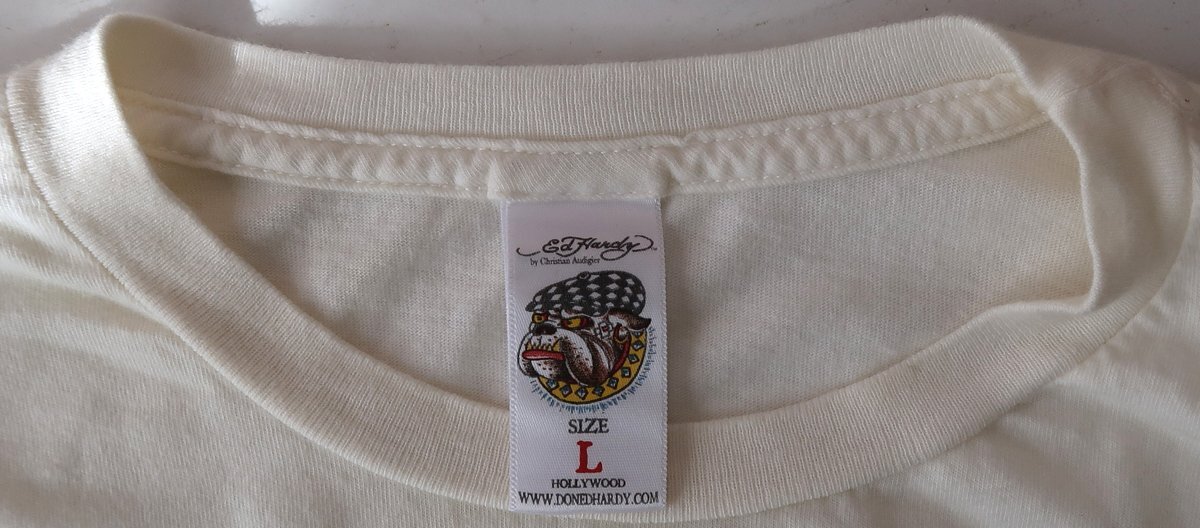 Ed Hardy
by Christian Audigier
SIZE
L
HOLLYWOOD
WWW.DONEDHARDY.COM